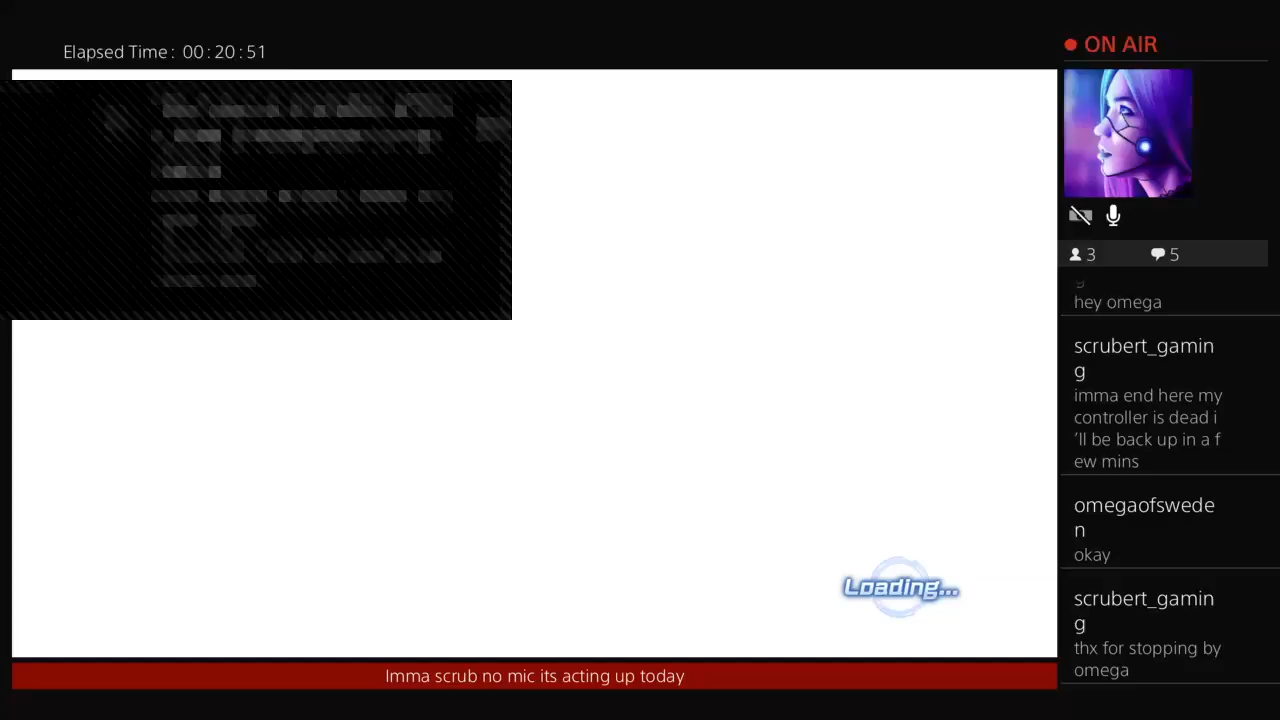 Elapsed Time: 00:20:51
ON AIR
3 5
hey omega
scrubert_gamin
g
imma end here my
controller is dead i
'll be back up in a f
ew mins
omegaofswede
n
okay
scrubert_gamin
g
thx for stopping by
omega
Loading...
Imma scrub no mic its acting up today